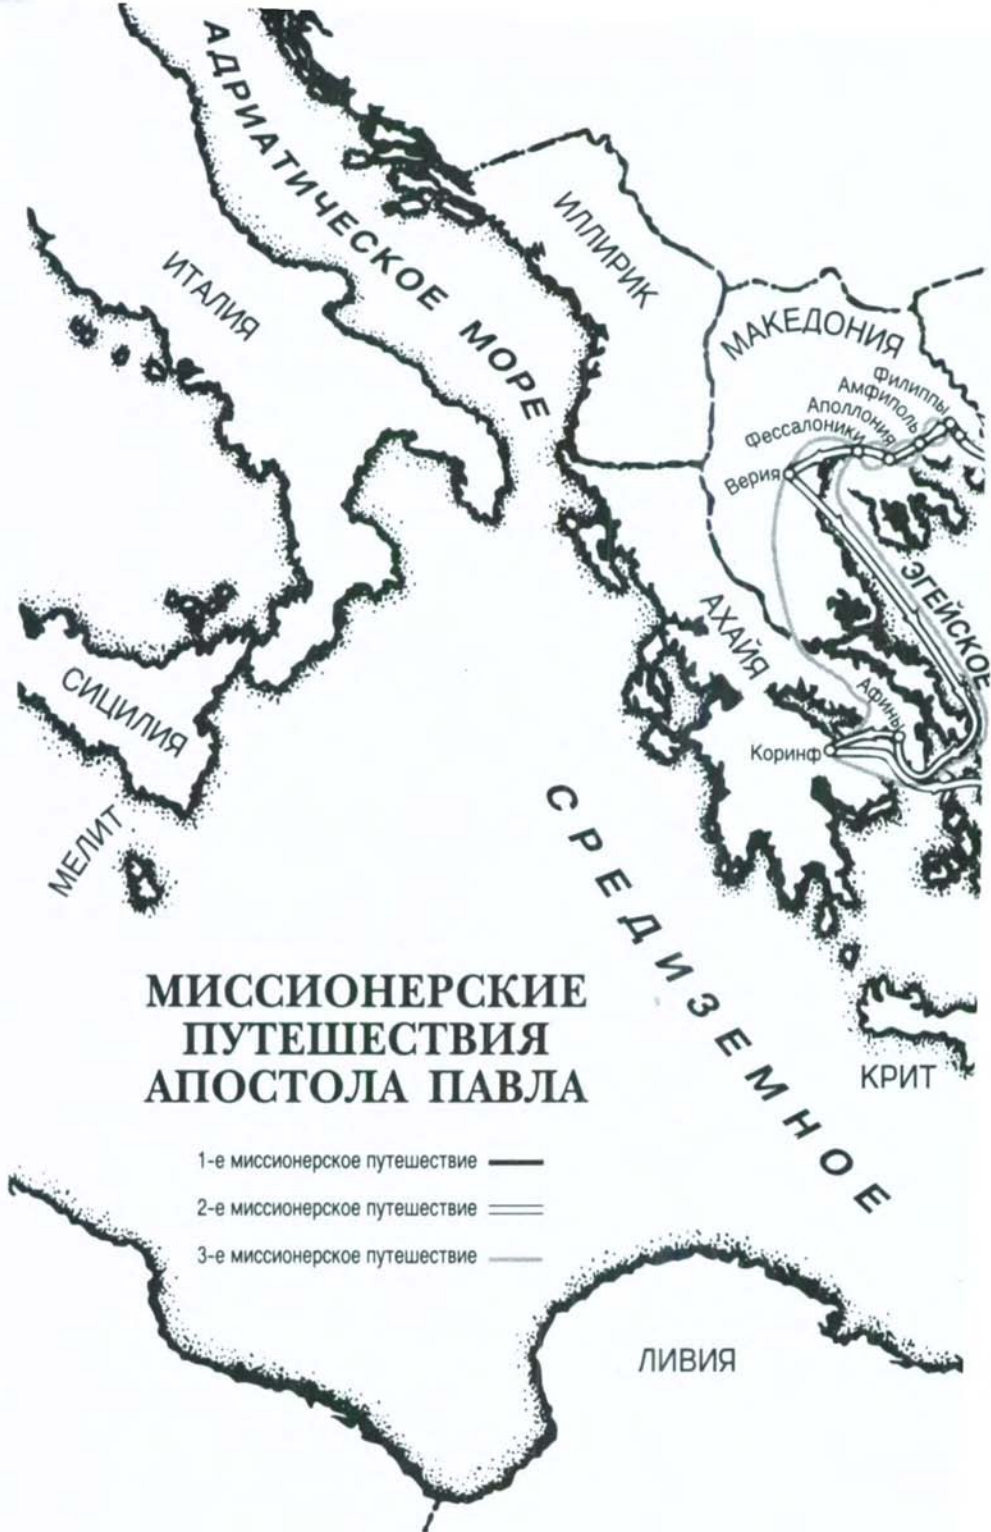 АДРИАТИЧЕСКОЕ МОРЕ
ИЛЛИРИК
ИТАЛИЯ
МАКЕДОНИЯ
Филиппы
Амфиполь
Аполлония
Фессалоники
Верия
ЭГЕЙСКОЕ
АХАЙЯ
СИЦИЛИЯ
Афины
Коринф
МЕЛИТ
СРЕДИЗЕМНОЕ
МИССИОНЕРСКИЕ
ПУТЕШЕСТВИЯ
АПОСТОЛА ПАВЛА
КРИТ
1-е миссионерское путешествие
2-е миссионерское путешествие
3-е миссионерское путешествие
ЛИВИЯ